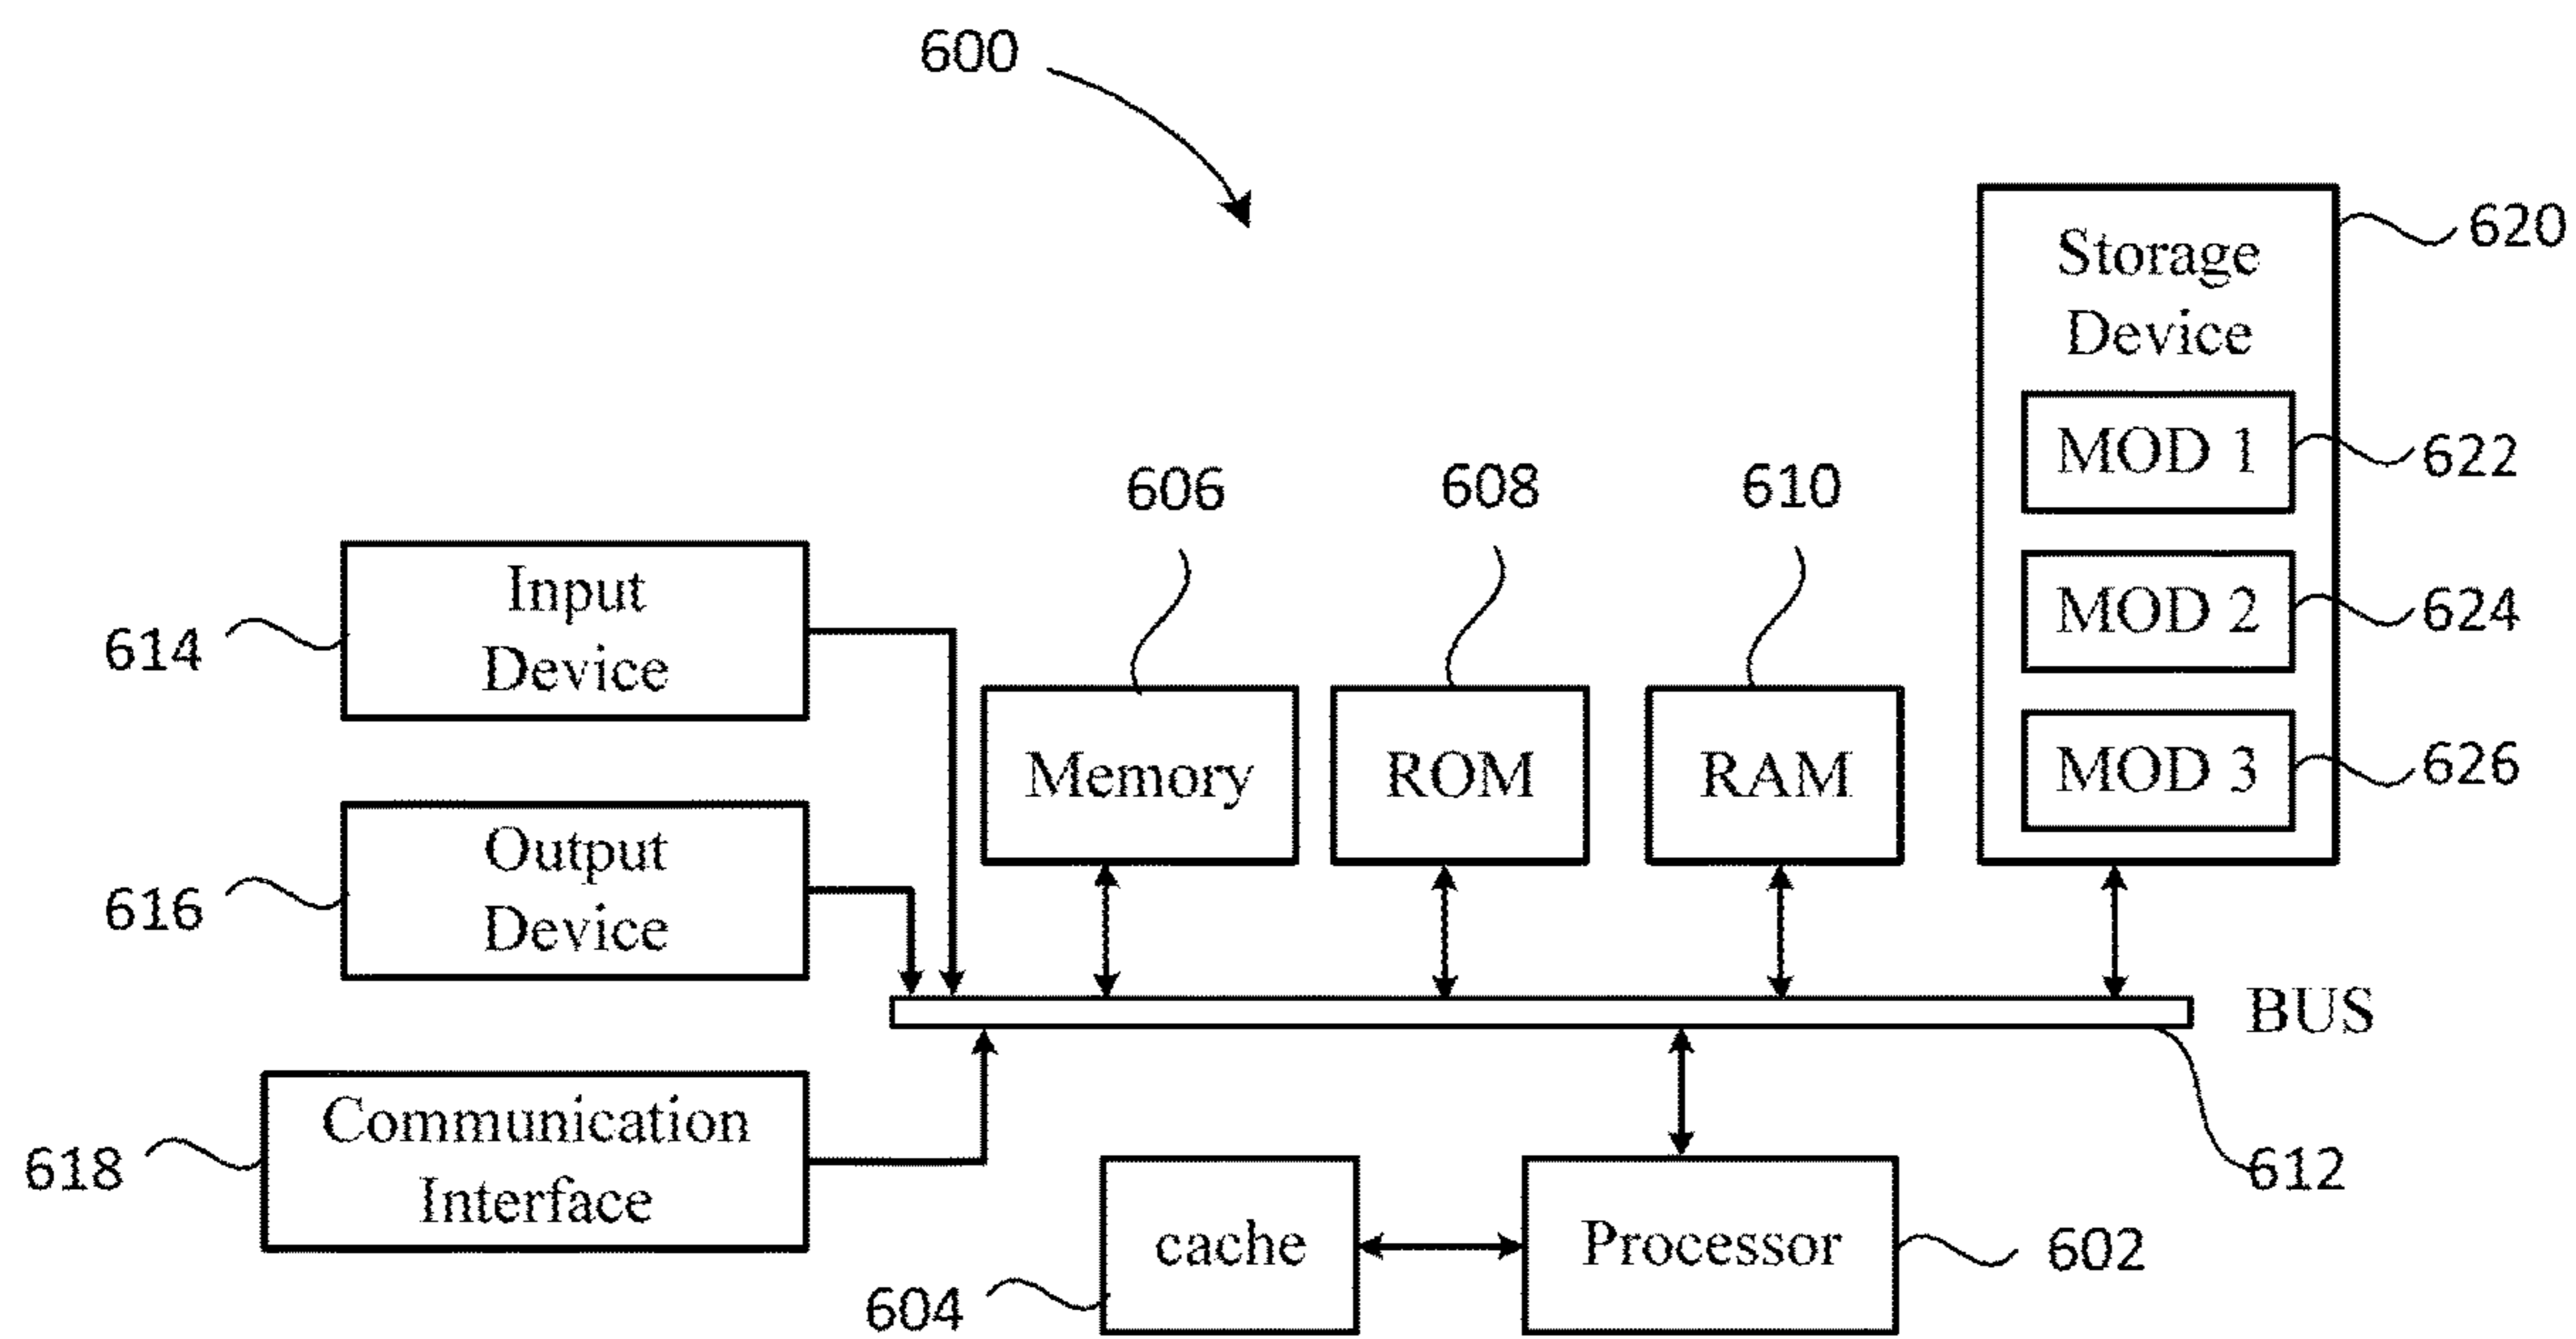 600
Storage
Device
620
MOD 1
622
MOD 2
624
MOD 3
626
606
608
610
Input
Device
614
Memory
ROM
RAM
Output
Device
616
BUS
Communication
Interface
618
612
cache
604
Processor
602